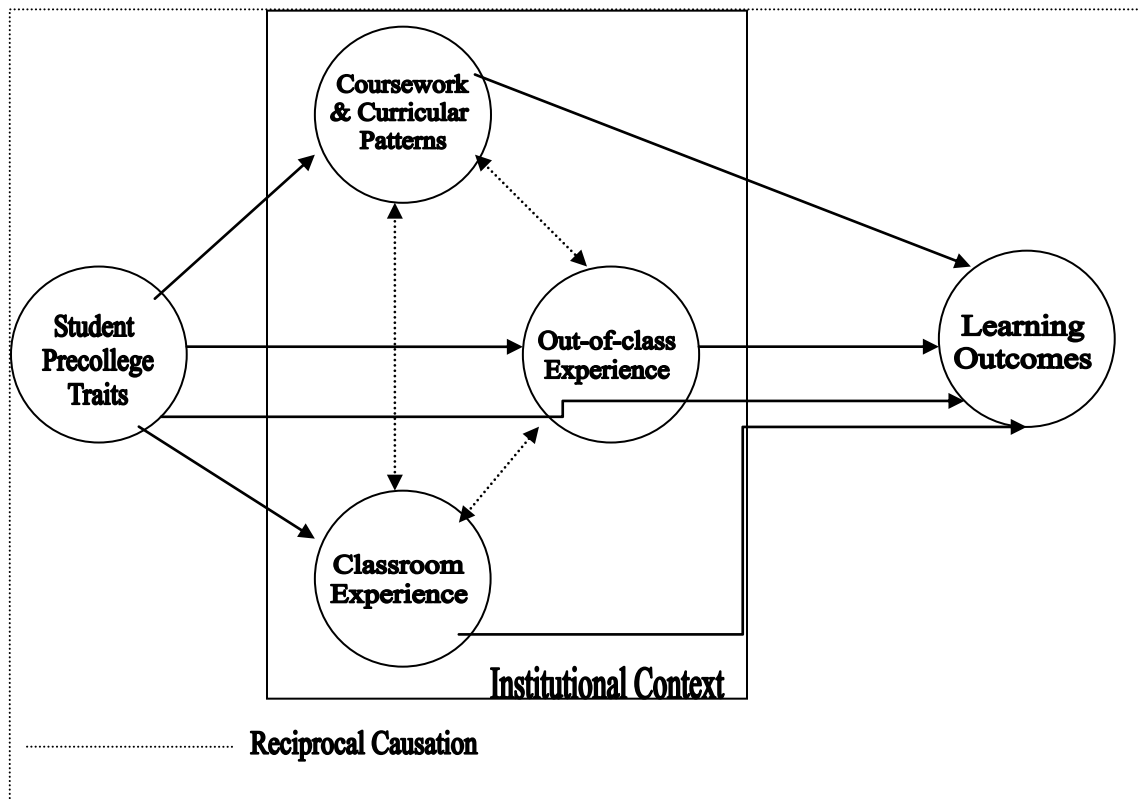 Coursework
& Curricular
Patterns
Student
Precollege
Traits
Out-of-class
Experience
Learning
Outcomes
Classroom
Experience
Institutional Context
Reciprocal Causation